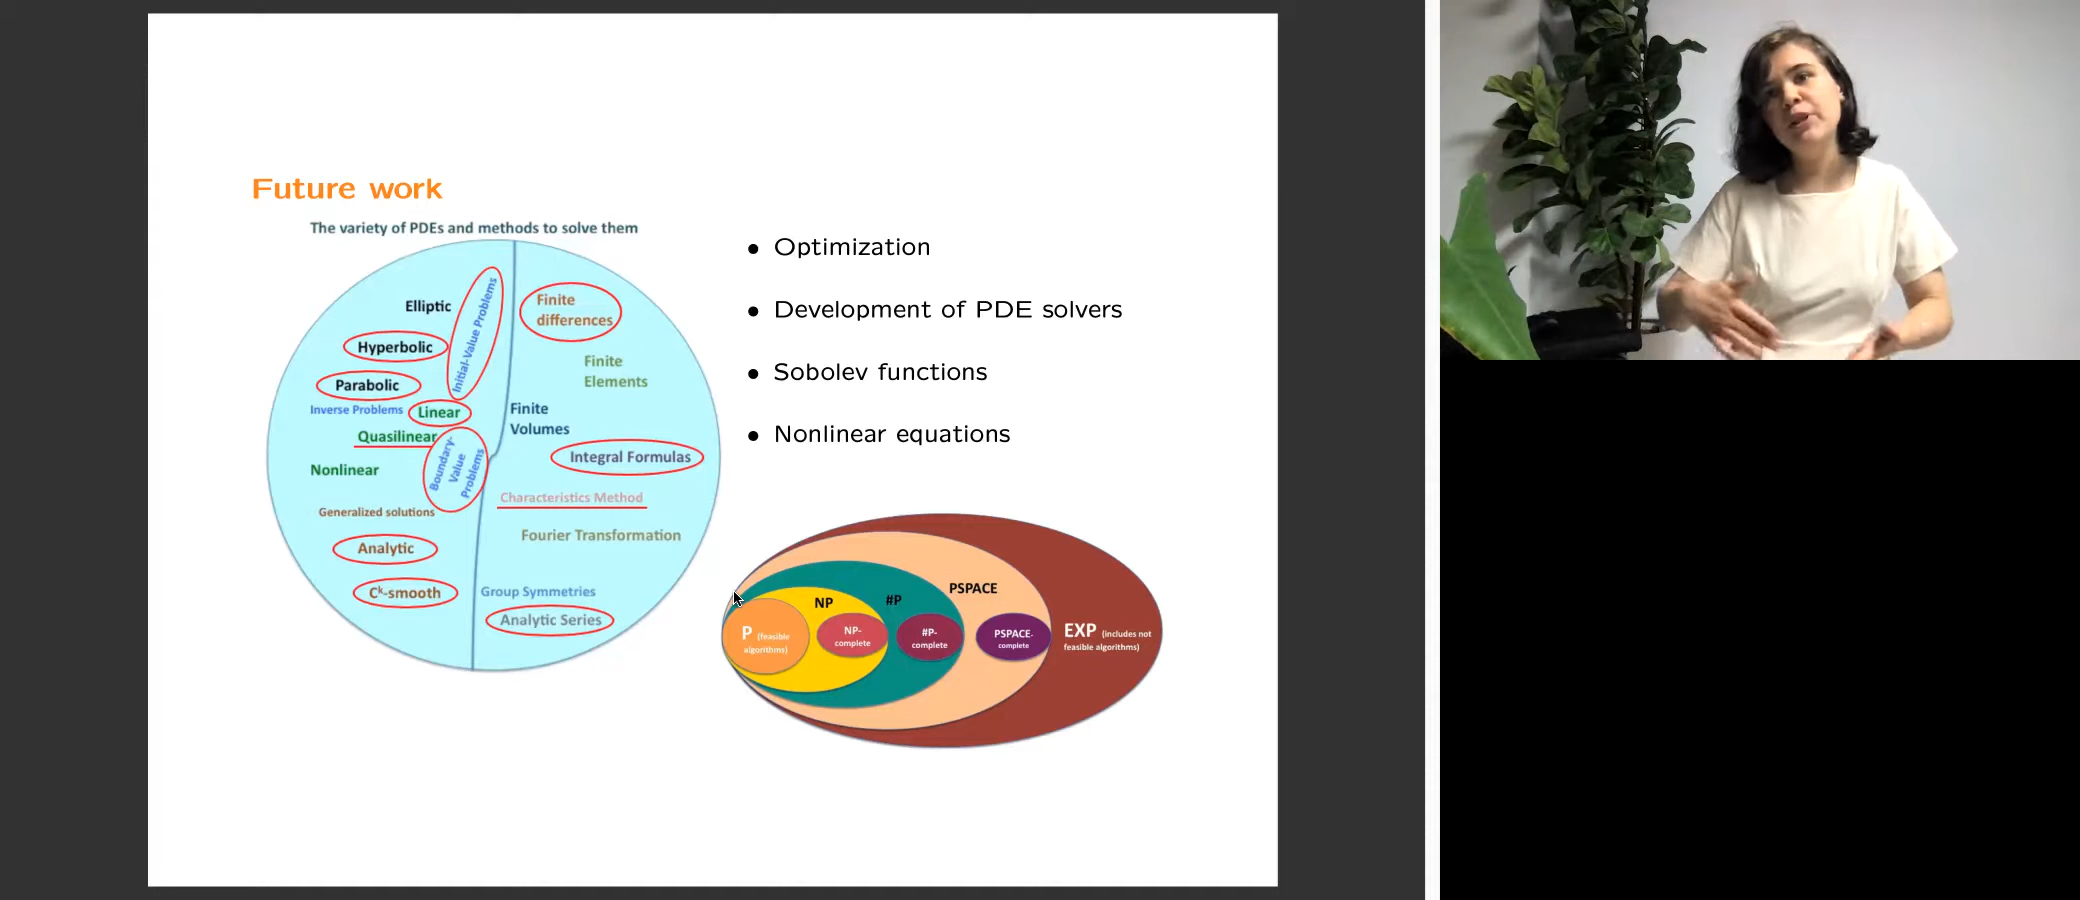 Future work
The variety of PDEs and methods to solve them
Elliptic
Hyperbolic
Parabolic
Initial-Value Problems
Inverse Problems
Linear
Quasilinear
Boundary-
Value
Problems
Nonlinear
Generalized solutions
Analytic
Cᵏ-smooth
Finite
differences
Finite
Elements
Finite
Volumes
Integral Formulas
Characteristics Method
Fourier Transformation
Group Symmetries
Analytic Series
• Optimization
• Development of PDE solvers
• Sobolev functions
• Nonlinear equations
P (feasible
algorithms)
NP
NP-
complete
#P
#P-
complete
PSPACE
PSPACE-
complete
EXP (includes not
feasible algorithms)